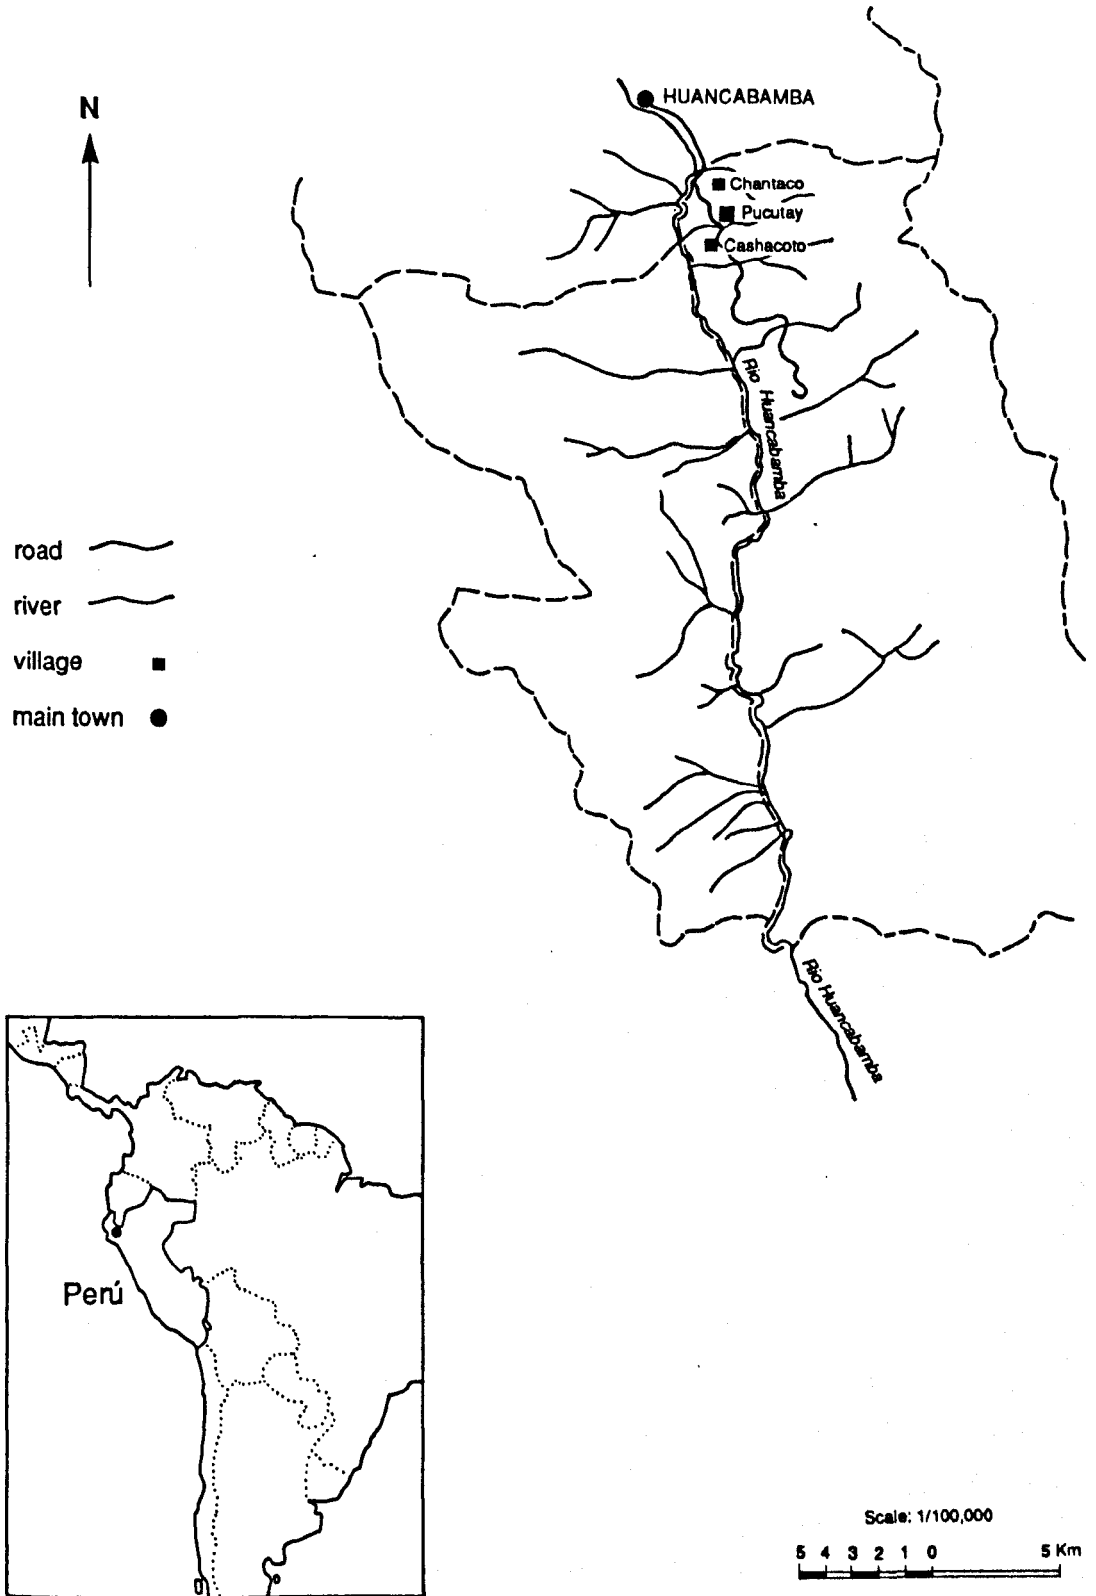 HUANCABAMBA
N
Chantaco
Pucutay
Cashacoto
Rio Huancabamba
road
river
village
main town
Rio Huancabamba
Perú
Scale: 1/100,000
5 4 3 2 1 0 5 Km